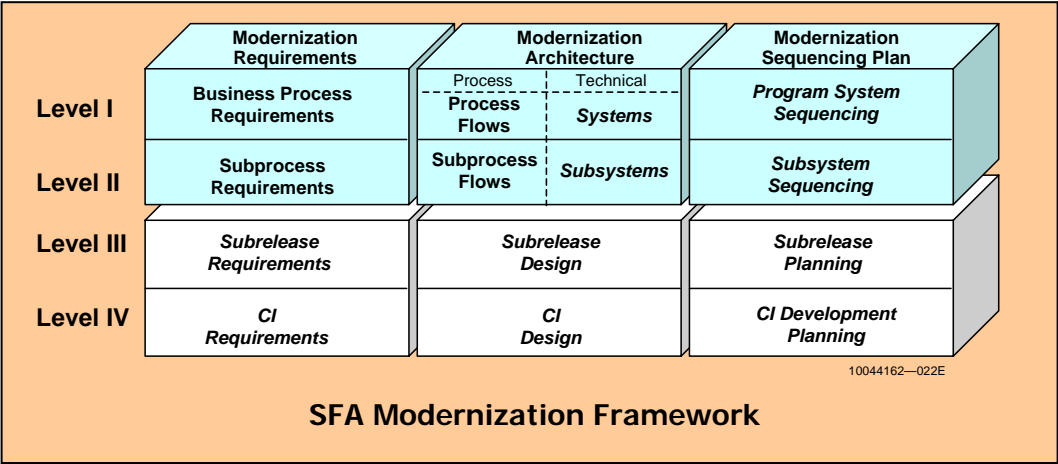 Modernization
Requirements
Modernization
Architecture
Modernization
Sequencing Plan
Process
Technical
Level I
Business Process
Requirements
Process
Flows
Systems
Program System
Sequencing
Level II
Subprocess
Requirements
Subprocess
Flows
Subsystems
Subsystem
Sequencing
Level III
Subrelease
Requirements
Subrelease
Design
Subrelease
Planning
Level IV
CI
Requirements
CI
Design
CI Development
Planning
10044162—022E
SFA Modernization Framework